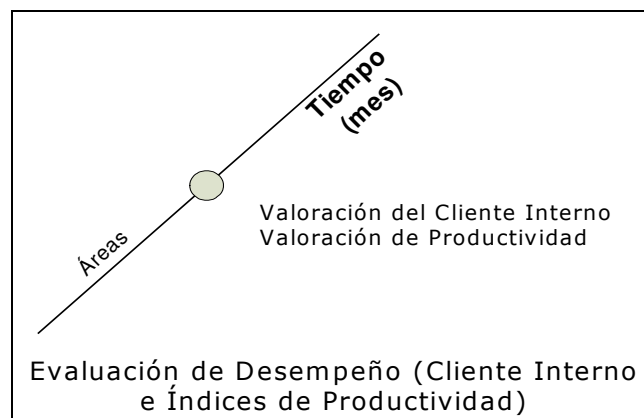 Tiempo
(mes)
Áreas
Valoración del Cliente Interno
Valoración de Productividad
Evaluación de Desempeño (Cliente Interno
e Índices de Productividad)